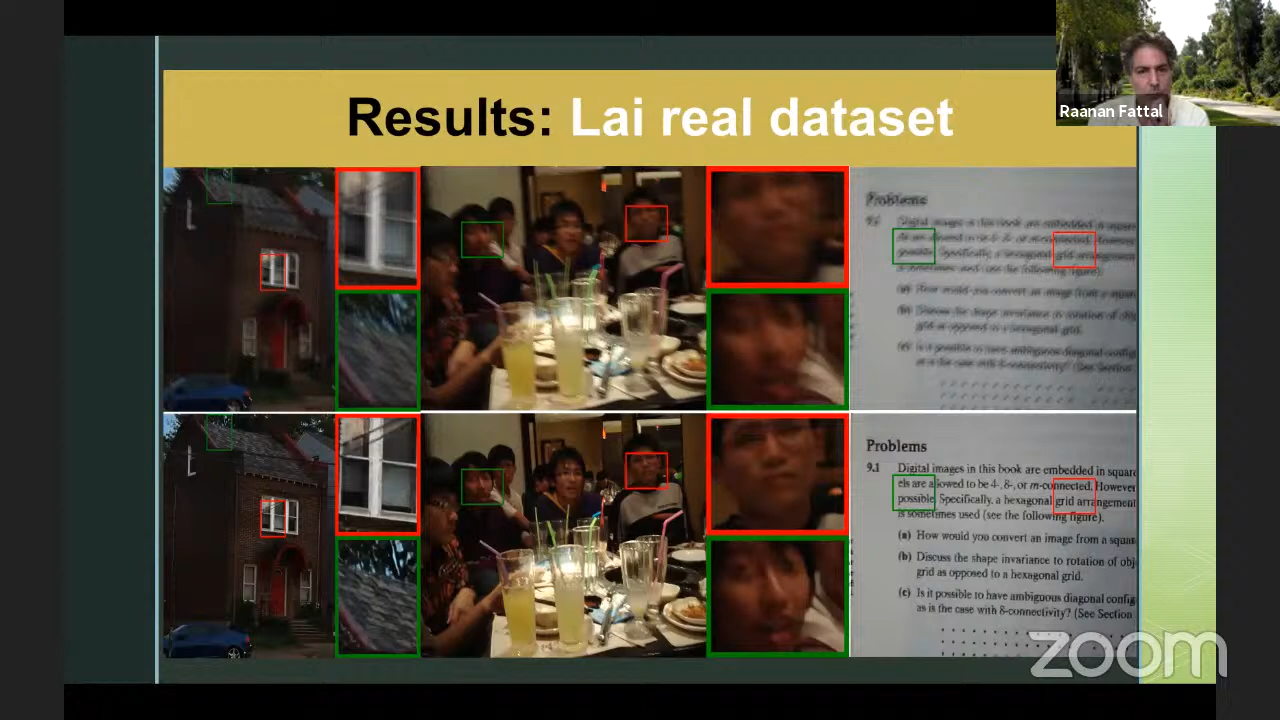 Results: Lai real dataset
Raanan Fattal
Problems
9.1 Digital images in this book are embedded in square
els are allowed to be 4-, 8-, or m-connected. However
possible. Specifically, a hexagonal grid arrangement
is sometimes used (see the following figure).
(a) How would you convert an image from a squar
(b) Discuss the shape invariance to rotation of obj
grid as opposed to a hexagonal grid.
(c) Is it possible to have ambiguous diagonal config
as is the case with 8-connectivity? (See Section
zoom